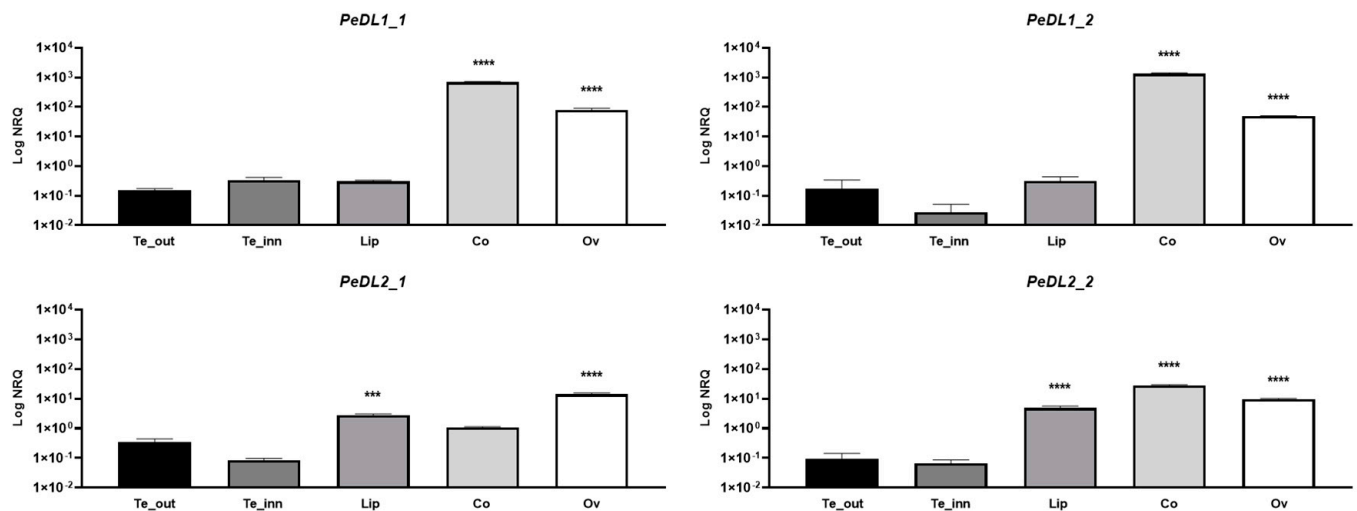 PeDL1_1
Log NRQ
1×10⁴
1×10³
1×10²
1×10¹
1×10⁰
1×10⁻¹
1×10⁻²
**** ****
Te_out Te_inn Lip Co Ov
PeDL1_2
Log NRQ
1×10⁴
1×10³
1×10²
1×10¹
1×10⁰
1×10⁻¹
1×10⁻²
**** ****
Te_out Te_inn Lip Co Ov
PeDL2_1
Log NRQ
1×10⁴
1×10³
1×10²
1×10¹
1×10⁰
1×10⁻¹
1×10⁻²
*** ****
Te_out Te_inn Lip Co Ov
PeDL2_2
Log NRQ
1×10⁴
1×10³
1×10²
1×10¹
1×10⁰
1×10⁻¹
1×10⁻²
**** **** ****
Te_out Te_inn Lip Co Ov